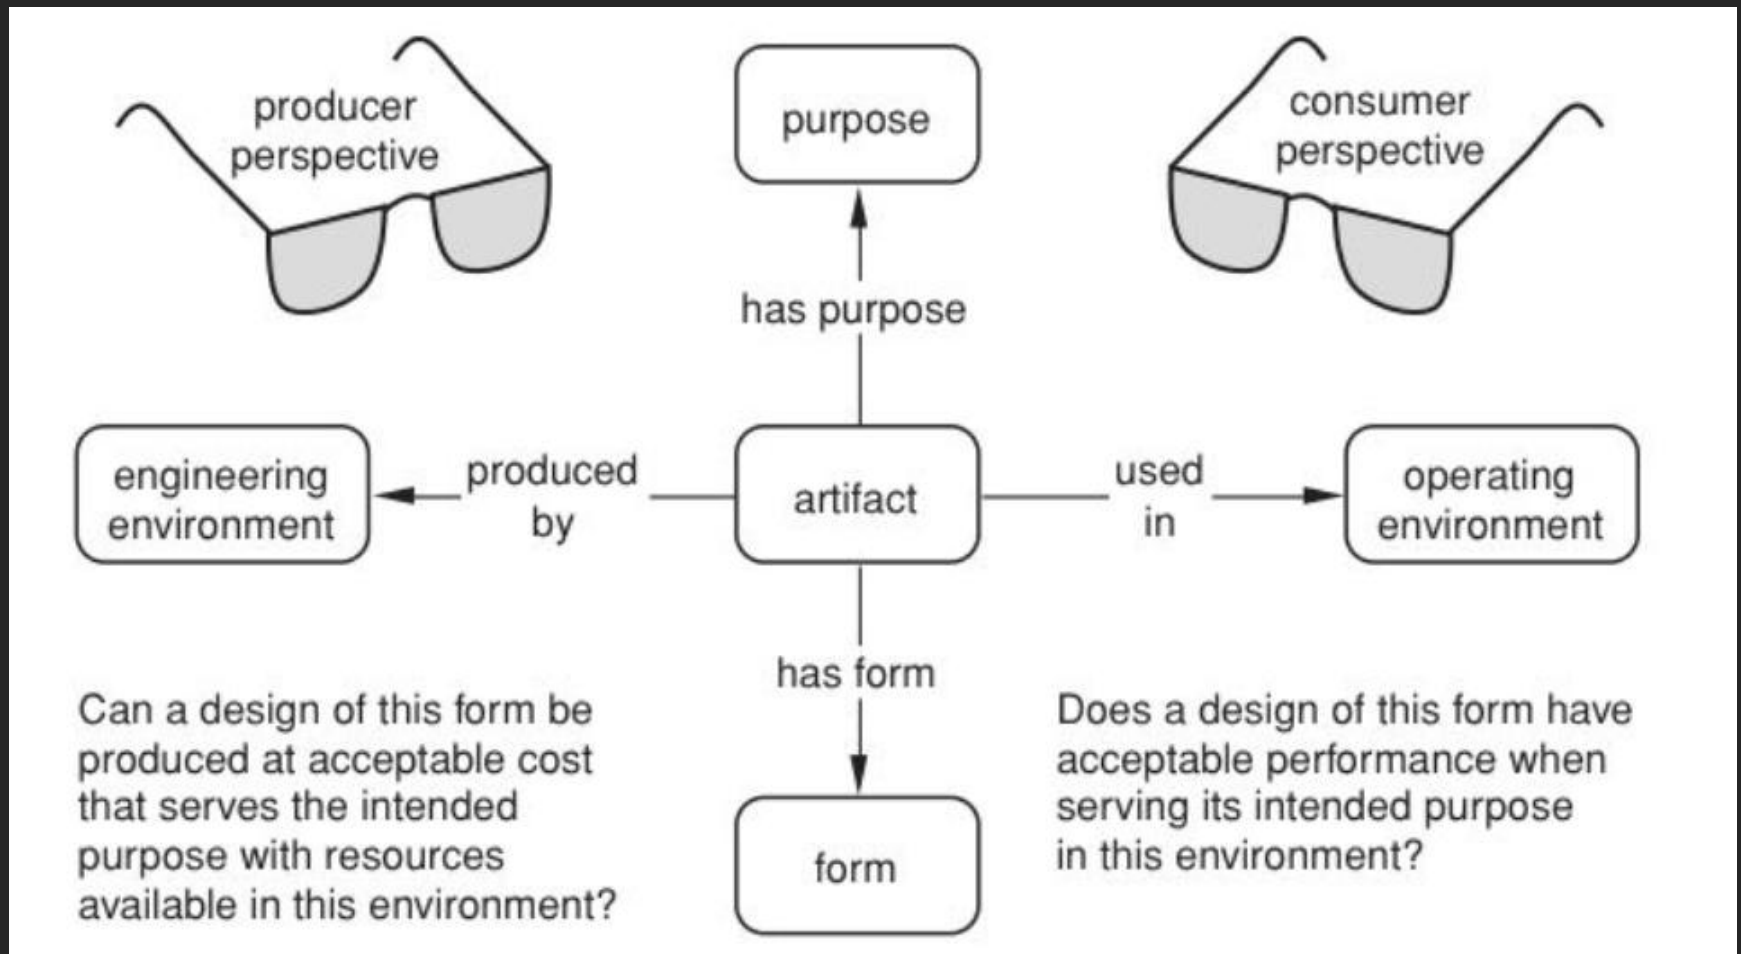 producer
perspective
purpose
consumer
perspective
has purpose
engineering
environment
produced
by
artifact
used
in
operating
environment
has form
Can a design of this form be
produced at acceptable cost
that serves the intended
purpose with resources
available in this environment?
form
Does a design of this form have
acceptable performance when
serving its intended purpose
in this environment?